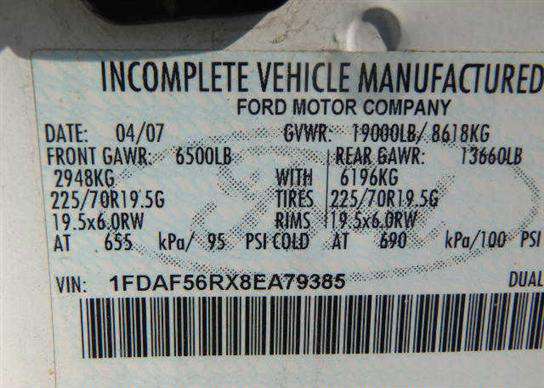 INCOMPLETE VEHICLE MANUFACTURED
FORD MOTOR COMPANY
DATE: 04/07 GVWR: 19000LB/ 8618KG
FRONT GAWR: 6500LB REAR GAWR: 13660LB
2948KG WITH 6196KG
225/70R19.5G TIRES 225/70R19.5G
19.5x6.0RW RIMS 19.5x6.0RW
AT 655 kPa/ 95 PSI COLD AT 690 kPa/100 PSI
VIN: 1FDAF56RX8EA79385 DUAL